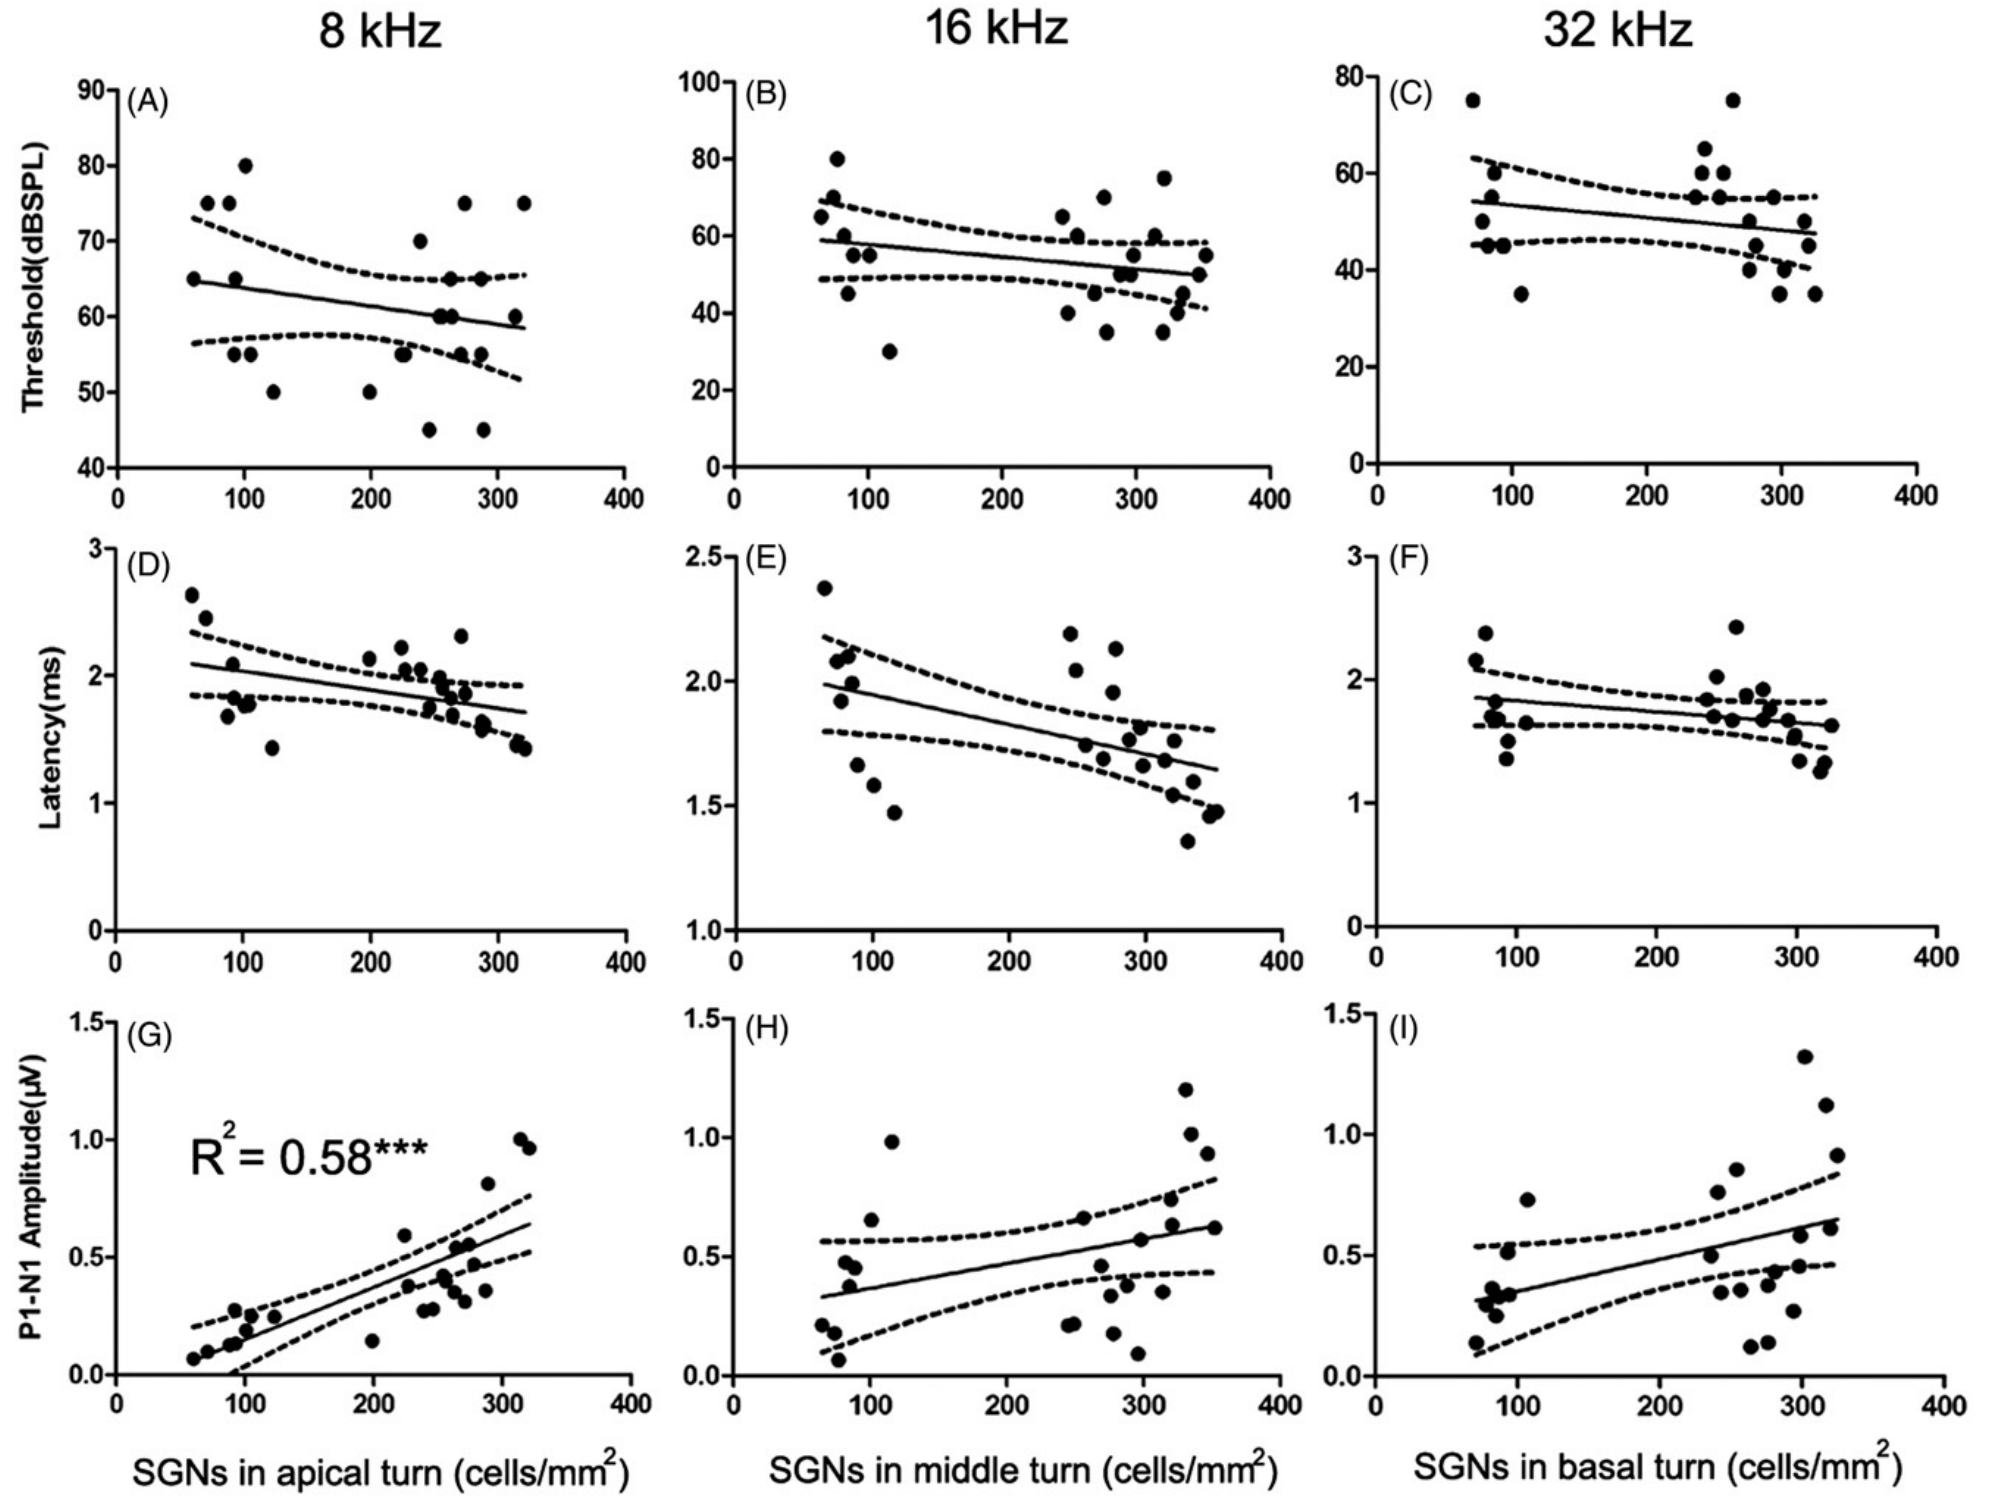 8 kHz
16 kHz
32 kHz
(A)
Threshold(dBSPL)
90
80
70
60
50
40
0 100 200 300 400
(B)
100
80
60
40
20
0
0 100 200 300 400
(C)
80
60
40
20
0
0 100 200 300 400
(D)
Latency(ms)
3
2
1
0
0 100 200 300 400
(E)
2.5
2.0
1.5
1.0
0 100 200 300 400
(F)
3
2
1
0
0 100 200 300 400
(G)
P1-N1 Amplitude(µV)
1.5
1.0
0.5
0.0
R² = 0.58***
0 100 200 300 400
SGNs in apical turn (cells/mm²)
(H)
1.5
1.0
0.5
0.0
0 100 200 300 400
SGNs in middle turn (cells/mm²)
(I)
1.5
1.0
0.5
0.0
0 100 200 300 400
SGNs in basal turn (cells/mm²)